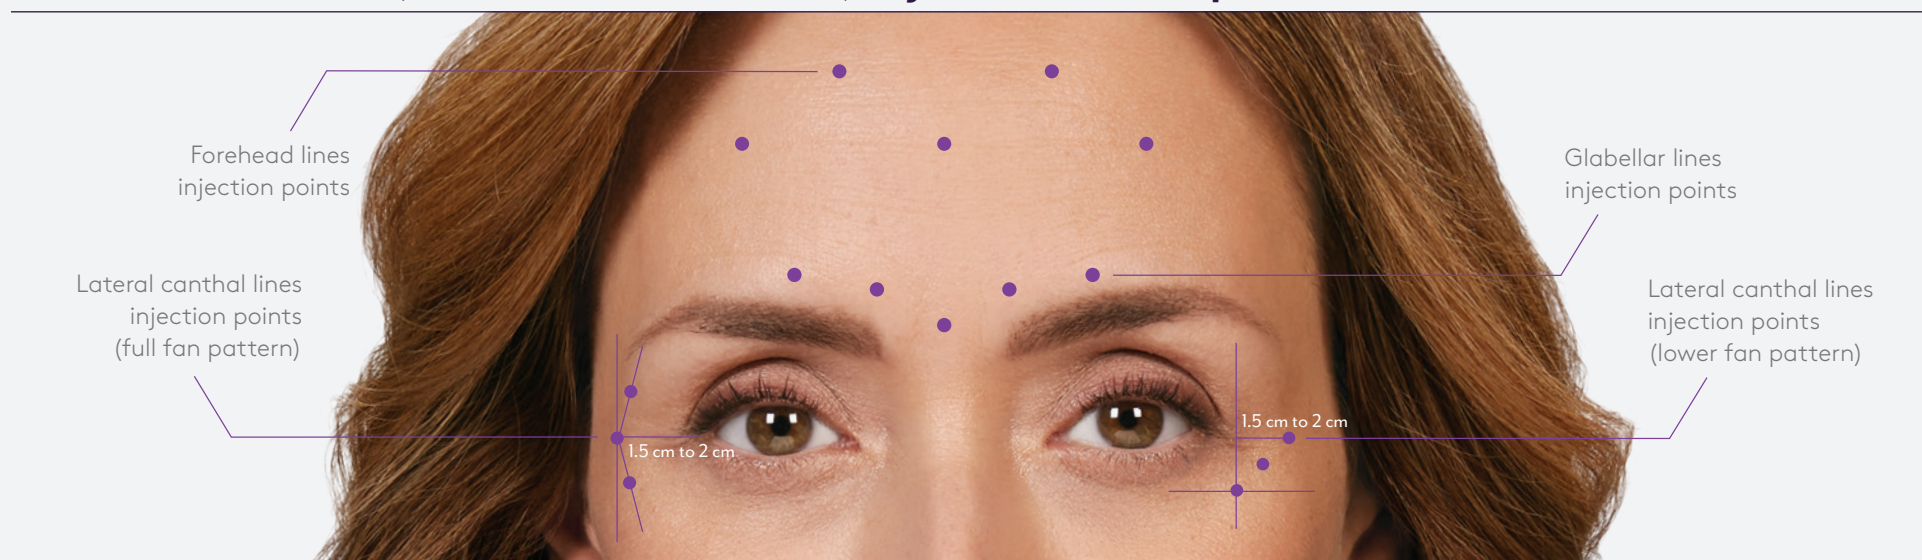 Forehead lines
injection points
Glabellar lines
injection points
Lateral canthal lines
injection points
(full fan pattern)
Lateral canthal lines
injection points
(lower fan pattern)
1.5 cm to 2 cm
1.5 cm to 2 cm